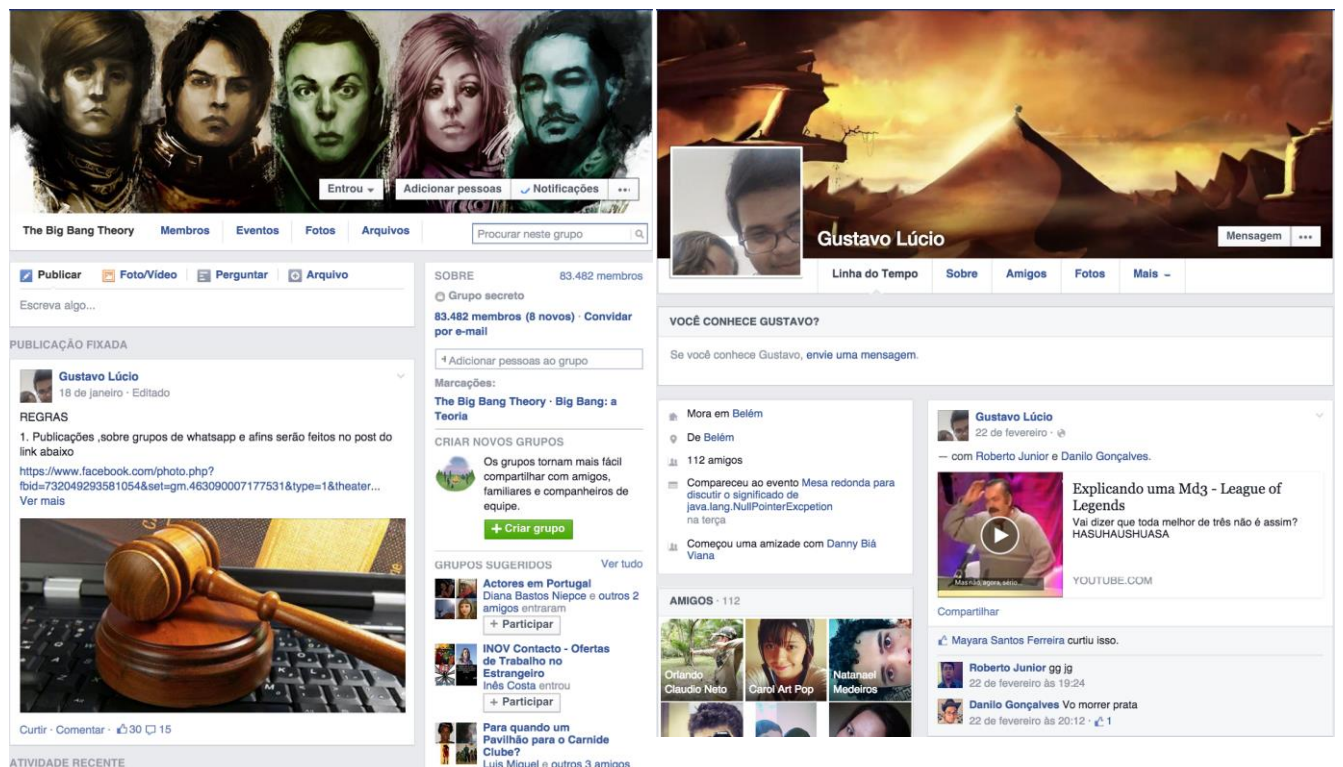 Entrou
Adicionar pessoas
Notificações
The Big Bang Theory
Membros
Eventos
Fotos
Arquivos
Procurar neste grupo
Publicar
Foto/Vídeo
Perguntar
Arquivo
Escreva algo...
PUBLICAÇÃO FIXADA
Gustavo Lúcio
18 de janeiro · Editado
REGRAS
1. Publicações ,sobre grupos de whatsapp e afins serão feitos no post do
link abaixo
https://www.facebook.com/photo.php?
fbid=732049293581054&set=gm.463090007177531&type=1&theater...
Ver mais
Curtir · Comentar · 30 15
ATIVIDADE RECENTE
SOBRE 83.482 membros
Grupo secreto
83.482 membros (8 novos) · Convidar
por e-mail
Adicionar pessoas ao grupo
Marcações:
The Big Bang Theory · Big Bang: a
Teoria
CRIAR NOVOS GRUPOS
Os grupos tornam mais fácil
compartilhar com amigos,
familiares e companheiros de
equipe.
+ Criar grupo
GRUPOS SUGERIDOS Ver tudo
Actores em Portugal
Diana Bastos Niepce e outros 2
amigos entraram
+ Participar
INOV Contacto - Ofertas
de Trabalho no
Estrangeiro
Inês Costa entrou
+ Participar
Para quando um
Pavilhão para o Carnide
Clube?
Luis Miguel e outros 3 amigos
Gustavo Lúcio
Mensagem
Linha do Tempo
Sobre
Amigos
Fotos
Mais
VOCÊ CONHECE GUSTAVO?
Se você conhece Gustavo, envie uma mensagem.
Mora em Belém
De Belém
112 amigos
Compareceu ao evento Mesa redonda para
discutir o significado de
java.lang.NullPointerExcpetion
na terça
Começou uma amizade com Danny Biá
Viana
AMIGOS · 112
Orlando
Claudio Neto
Carol Art Pop
Natanael
Medeiros
Gustavo Lúcio
22 de fevereiro ·
— com Roberto Junior e Danilo Gonçalves.
Mas não, agora, sério...
Explicando uma Md3 - League of
Legends
Vai dizer que toda melhor de três não é assim?
HASUHAUSHUASA
YOUTUBE.COM
Compartilhar
Mayara Santos Ferreira curtiu isso.
Roberto Junior gg jg
22 de fevereiro às 19:24
Danilo Gonçalves Vo morrer prata
22 de fevereiro às 20:12 · 1